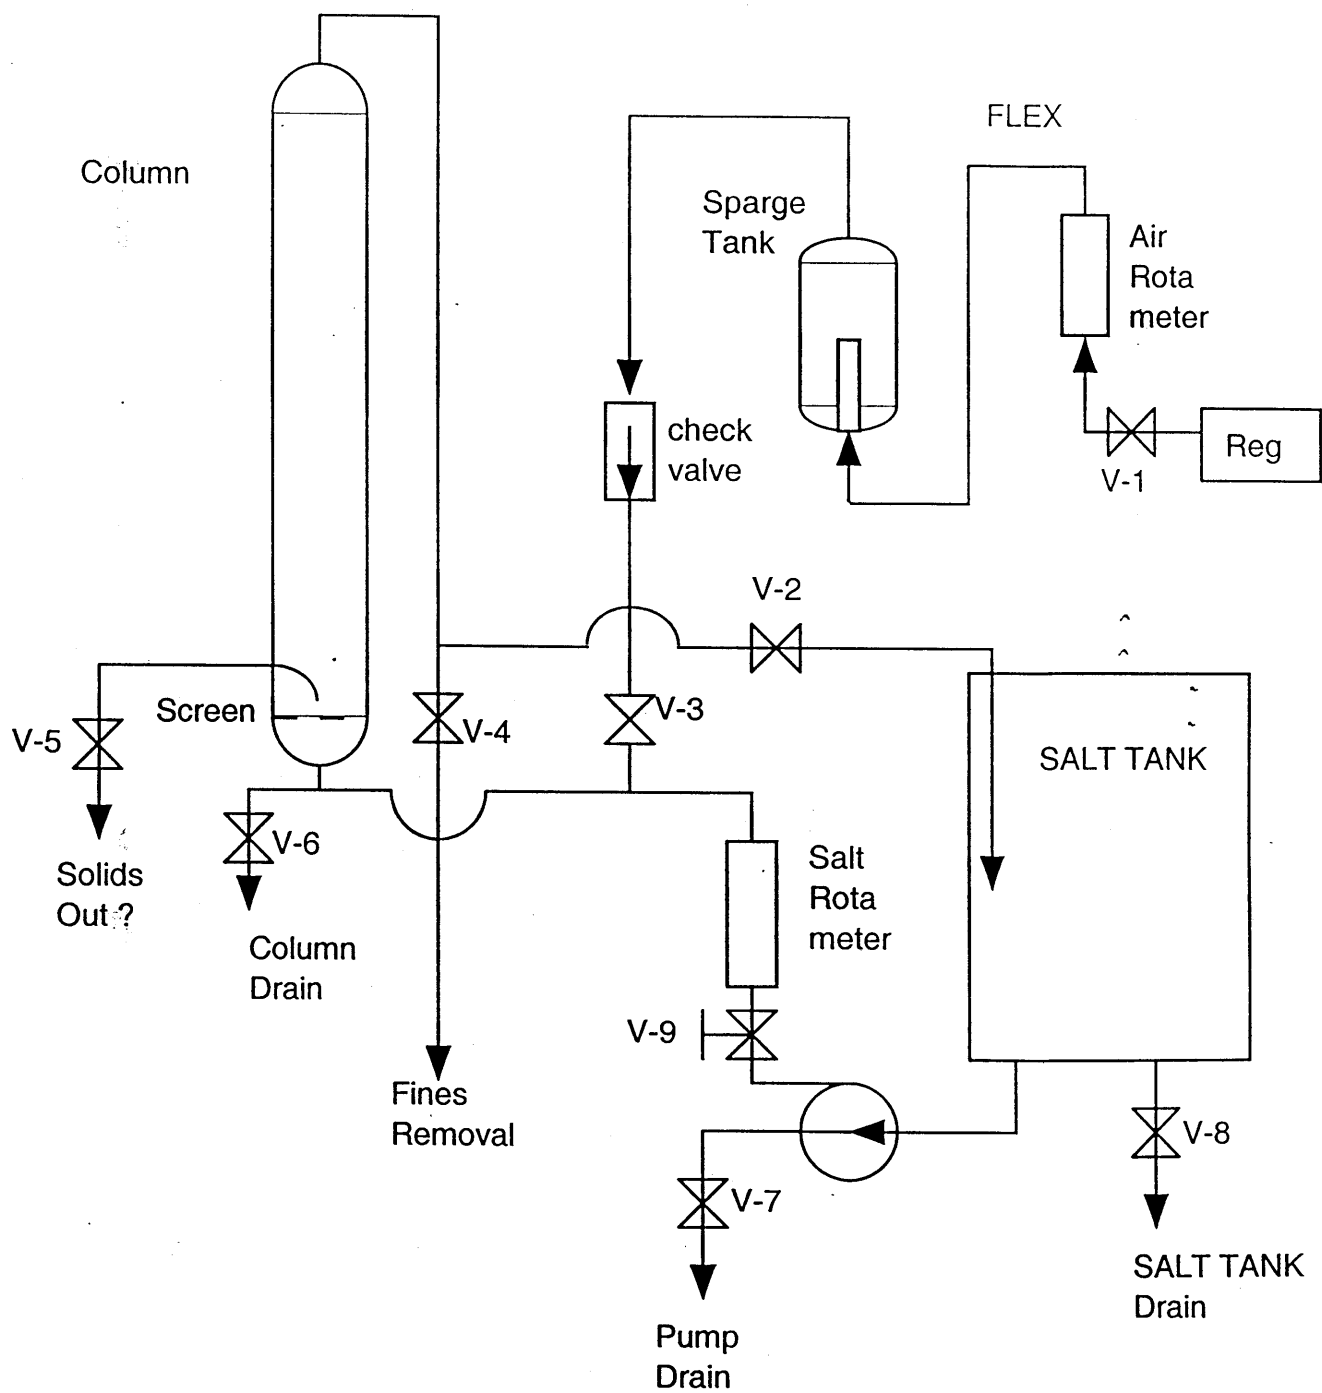 FLEX
Column
Sparge
Tank
Air
Rota
meter
check
valve
Reg
V-1
V-2
Screen
V-3
V-4
V-5
SALT TANK
V-6
Salt
Rota
meter
Solids
Out ?
Column
Drain
V-9
Fines
Removal
V-8
V-7
SALT TANK
Drain
Pump
Drain